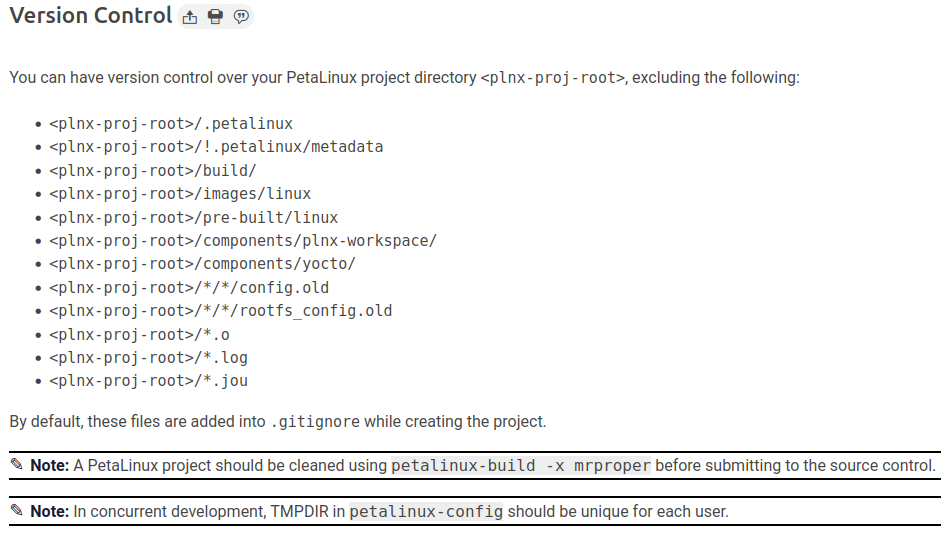 Version Control
You can have version control over your PetaLinux project directory <plnx-proj-root>, excluding the following:
• <plnx-proj-root>/.petalinux
• <plnx-proj-root>/!.petalinux/metadata
• <plnx-proj-root>/build/
• <plnx-proj-root>/images/linux
• <plnx-proj-root>/pre-built/linux
• <plnx-proj-root>/components/plnx-workspace/
• <plnx-proj-root>/components/yocto/
• <plnx-proj-root>/*/*/config.old
• <plnx-proj-root>/*/*/rootfs_config.old
• <plnx-proj-root>/*.o
• <plnx-proj-root>/*.log
• <plnx-proj-root>/*.jou
By default, these files are added into .gitignore while creating the project.
Note: A PetaLinux project should be cleaned using petalinux-build -x mrproper before submitting to the source control.
Note: In concurrent development, TMPDIR in petalinux-config should be unique for each user.